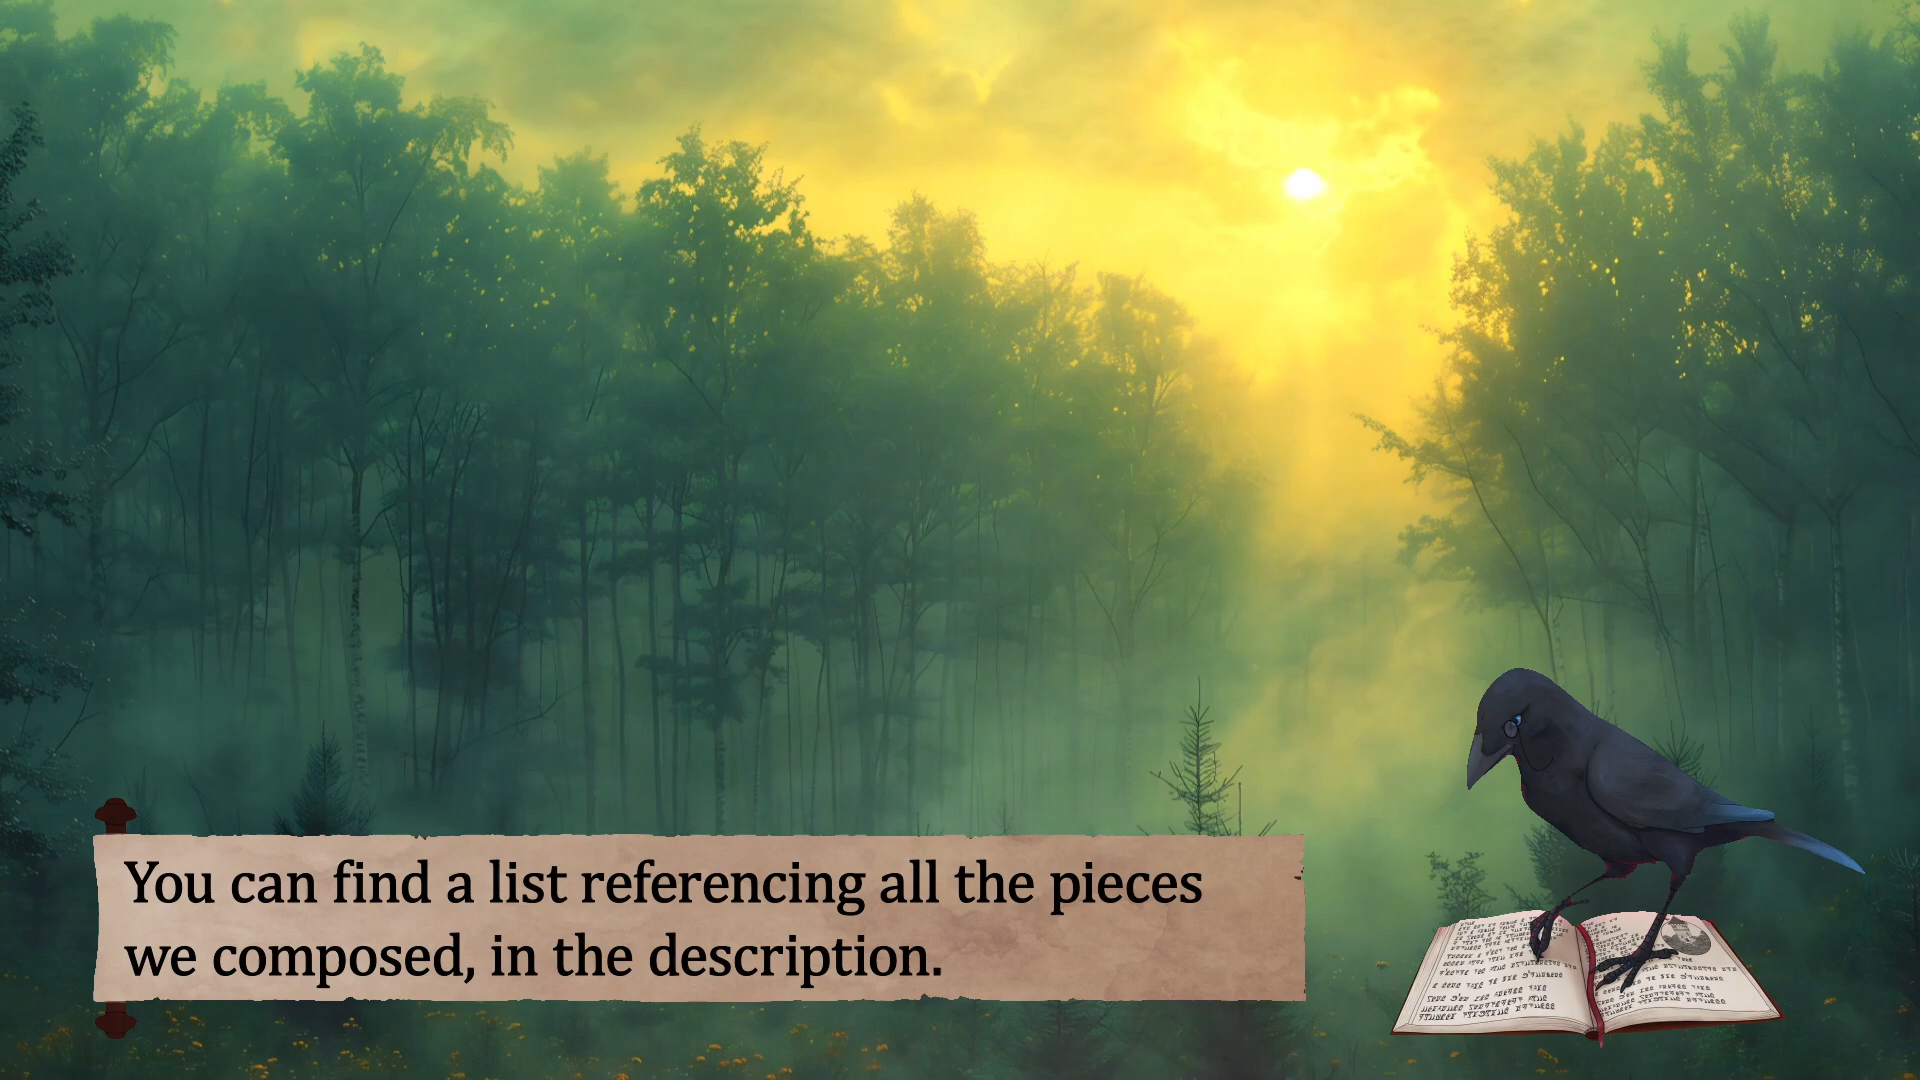 You can find a list referencing all the pieces
we composed, in the description.